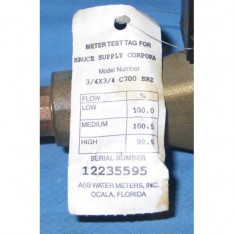 METER TEST TAG FOR
BRUCE SUPPLY CORPORA
Model Number
3/4X3/4 C700 BRZ
FLOW %
LOW 100.0
MEDIUM 100.5
HIGH 99.5
SERIAL NUMBER
12235595
ABB WATER METERS, INC.
OCALA, FLORIDA